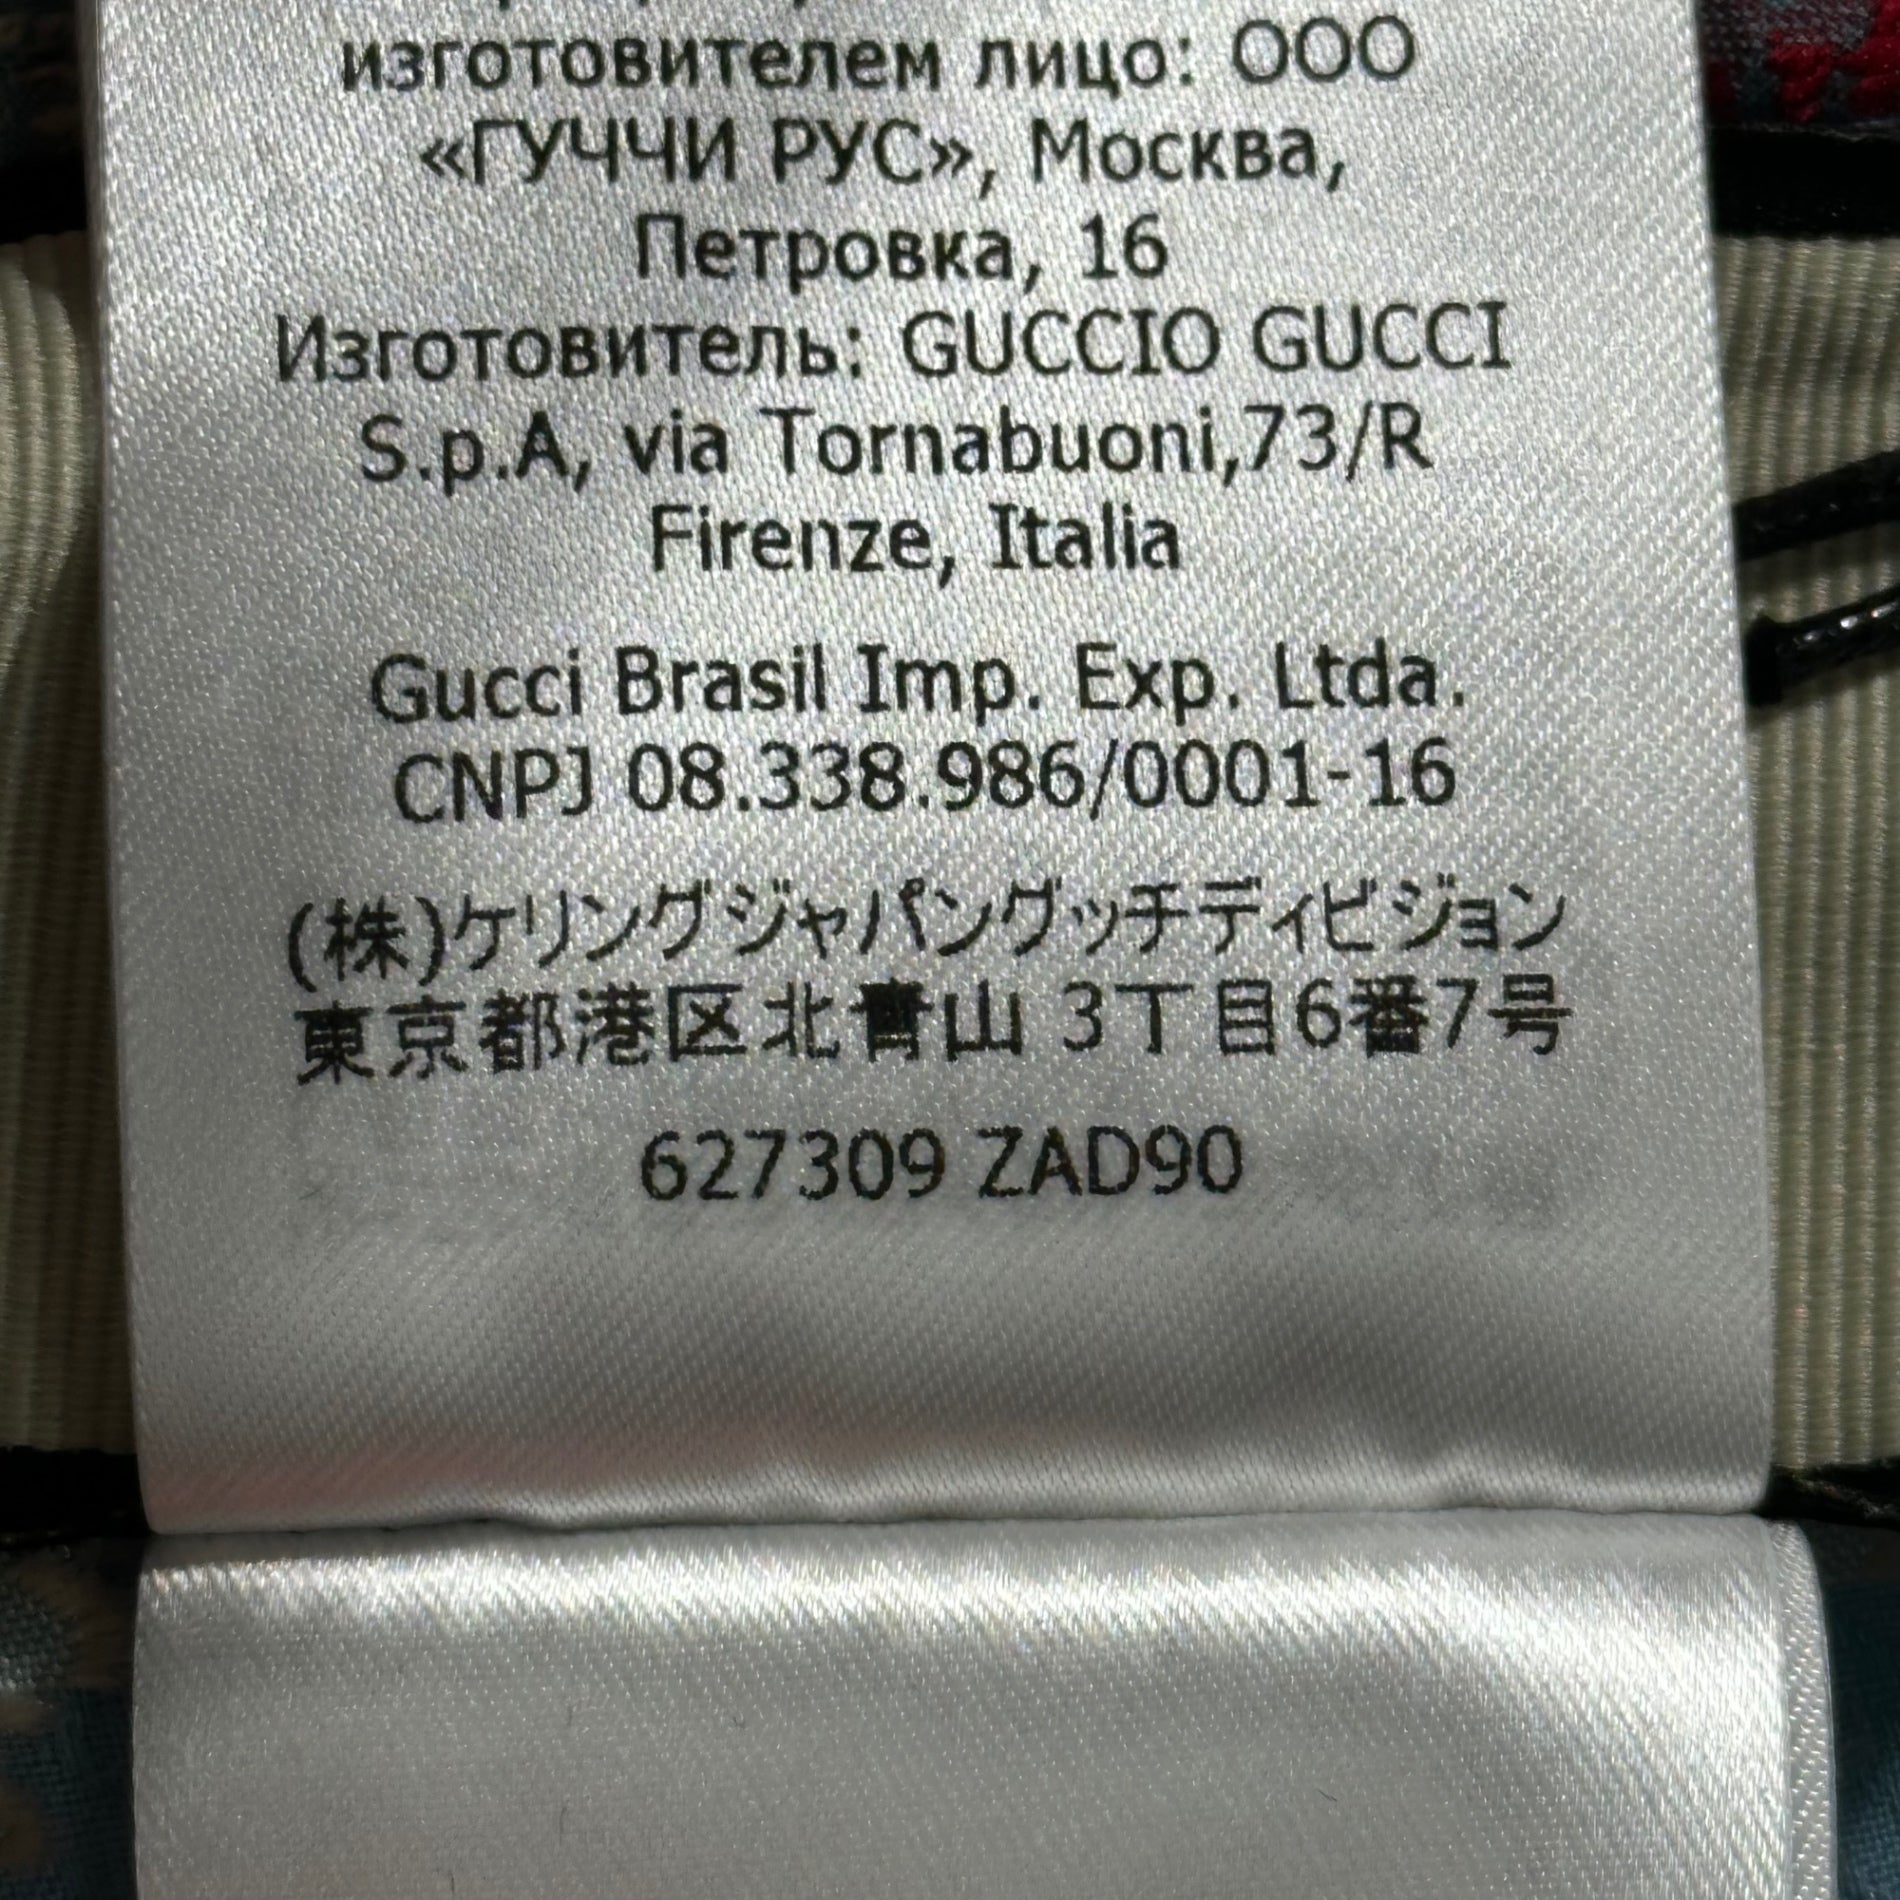 изготовителем лицо: ООО
«ГУЧЧИ РУС», Москва,
Петровка, 16
Изготовитель: GUCCIO GUCCI
S.p.A, via Tornabuoni,73/R
Firenze, Italia
Gucci Brasil Imp. Exp. Ltda.
CNPJ 08.338.986/0001-16
(株)ケリングジャパングッチディビジョン
東京都港区北青山 3丁目6番7号
627309 ZAD90